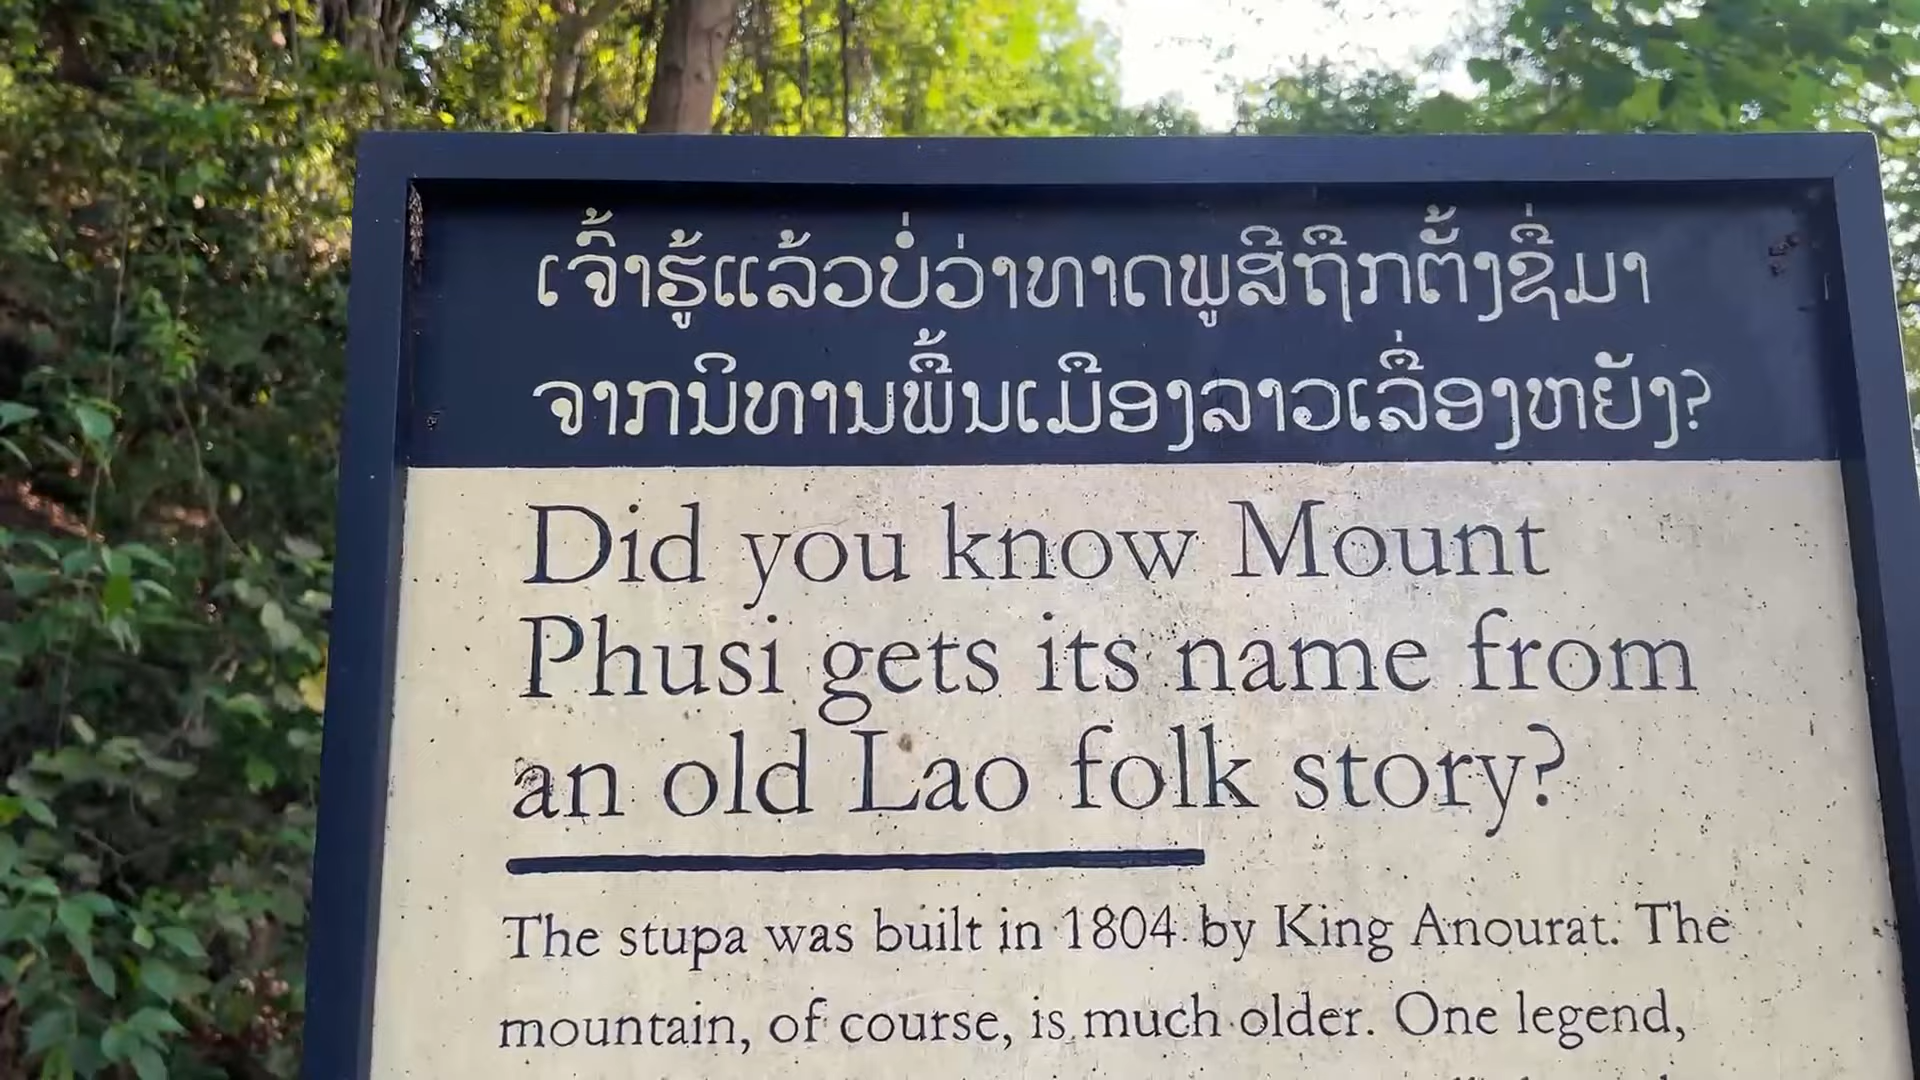 ເຈົ້າຮູ້ແລ້ວບໍ່ວ່າທາດພູສີຖືກຕັ້ງຊື່ມາ
ຈາກນິທານພື້ນເມືອງລາວເລື່ອງຫຍັງ?
Did you know Mount
Phusi gets its name from
an old Lao folk story?
The stupa was built in 1804 by King Anourat. The
mountain, of course, is much older. One legend,